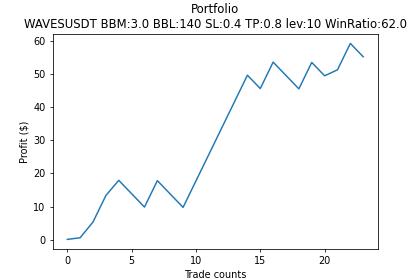 Portfolio
WAVESUSDT BBM:3.0 BBL:140 SL:0.4 TP:0.8 lev:10 WinRatio:62.0
60
50
40
30
20
10
0
Profit ($)
0 5 10 15 20
Trade counts